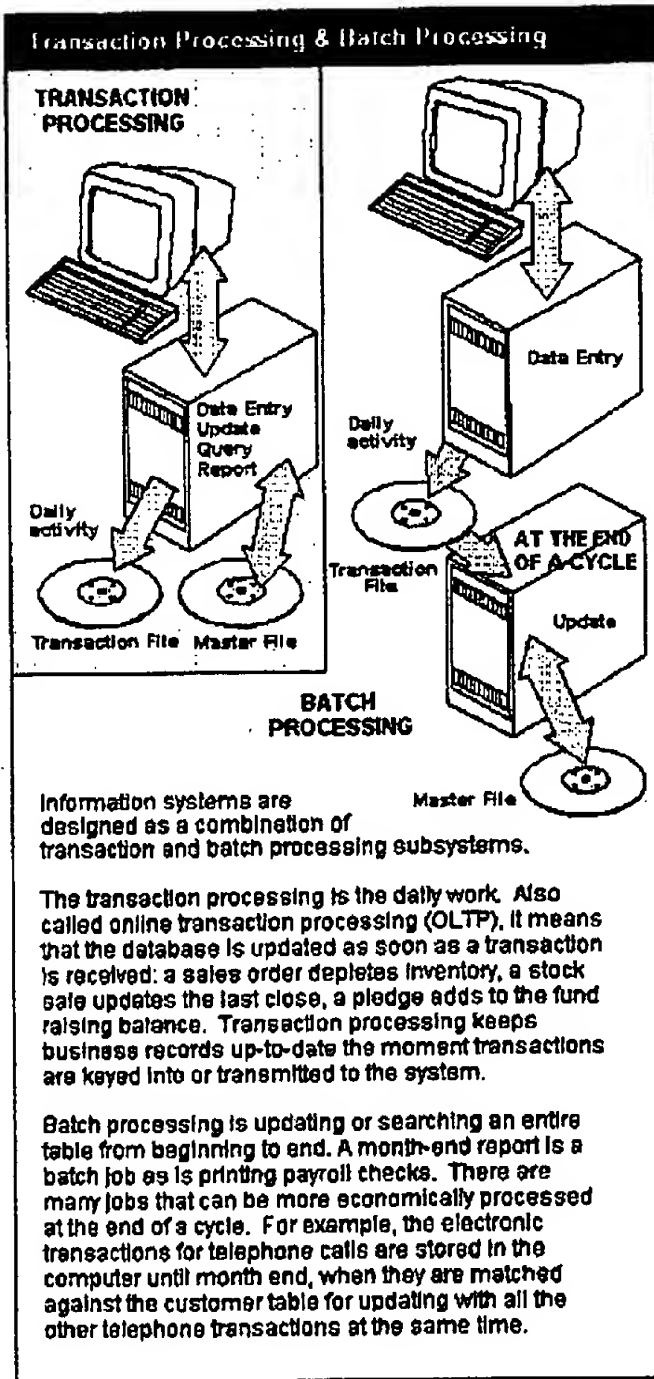 Transaction Processing & Batch Processing
TRANSACTION
PROCESSING
Data Entry
Update
Query
Report
Daily
activity
Transaction File
Master File
Data Entry
Daily
activity
Transaction
File
AT THE END
OF A CYCLE
Update
Master File
BATCH
PROCESSING
Information systems are
designed as a combination of
transaction and batch processing subsystems.
The transaction processing is the daily work. Also
called online transaction processing (OLTP), it means
that the database is updated as soon as a transaction
is received: a sales order depletes inventory, a stock
sale updates the last close, a pledge adds to the fund
raising balance. Transaction processing keeps
business records up-to-date the moment transactions
are keyed into or transmitted to the system.
Batch processing is updating or searching an entire
table from beginning to end. A month-end report is a
batch job as is printing payroll checks. There are
many jobs that can be more economically processed
at the end of a cycle. For example, the electronic
transactions for telephone calls are stored in the
computer until month end, when they are matched
against the customer table for updating with all the
other telephone transactions at the same time.